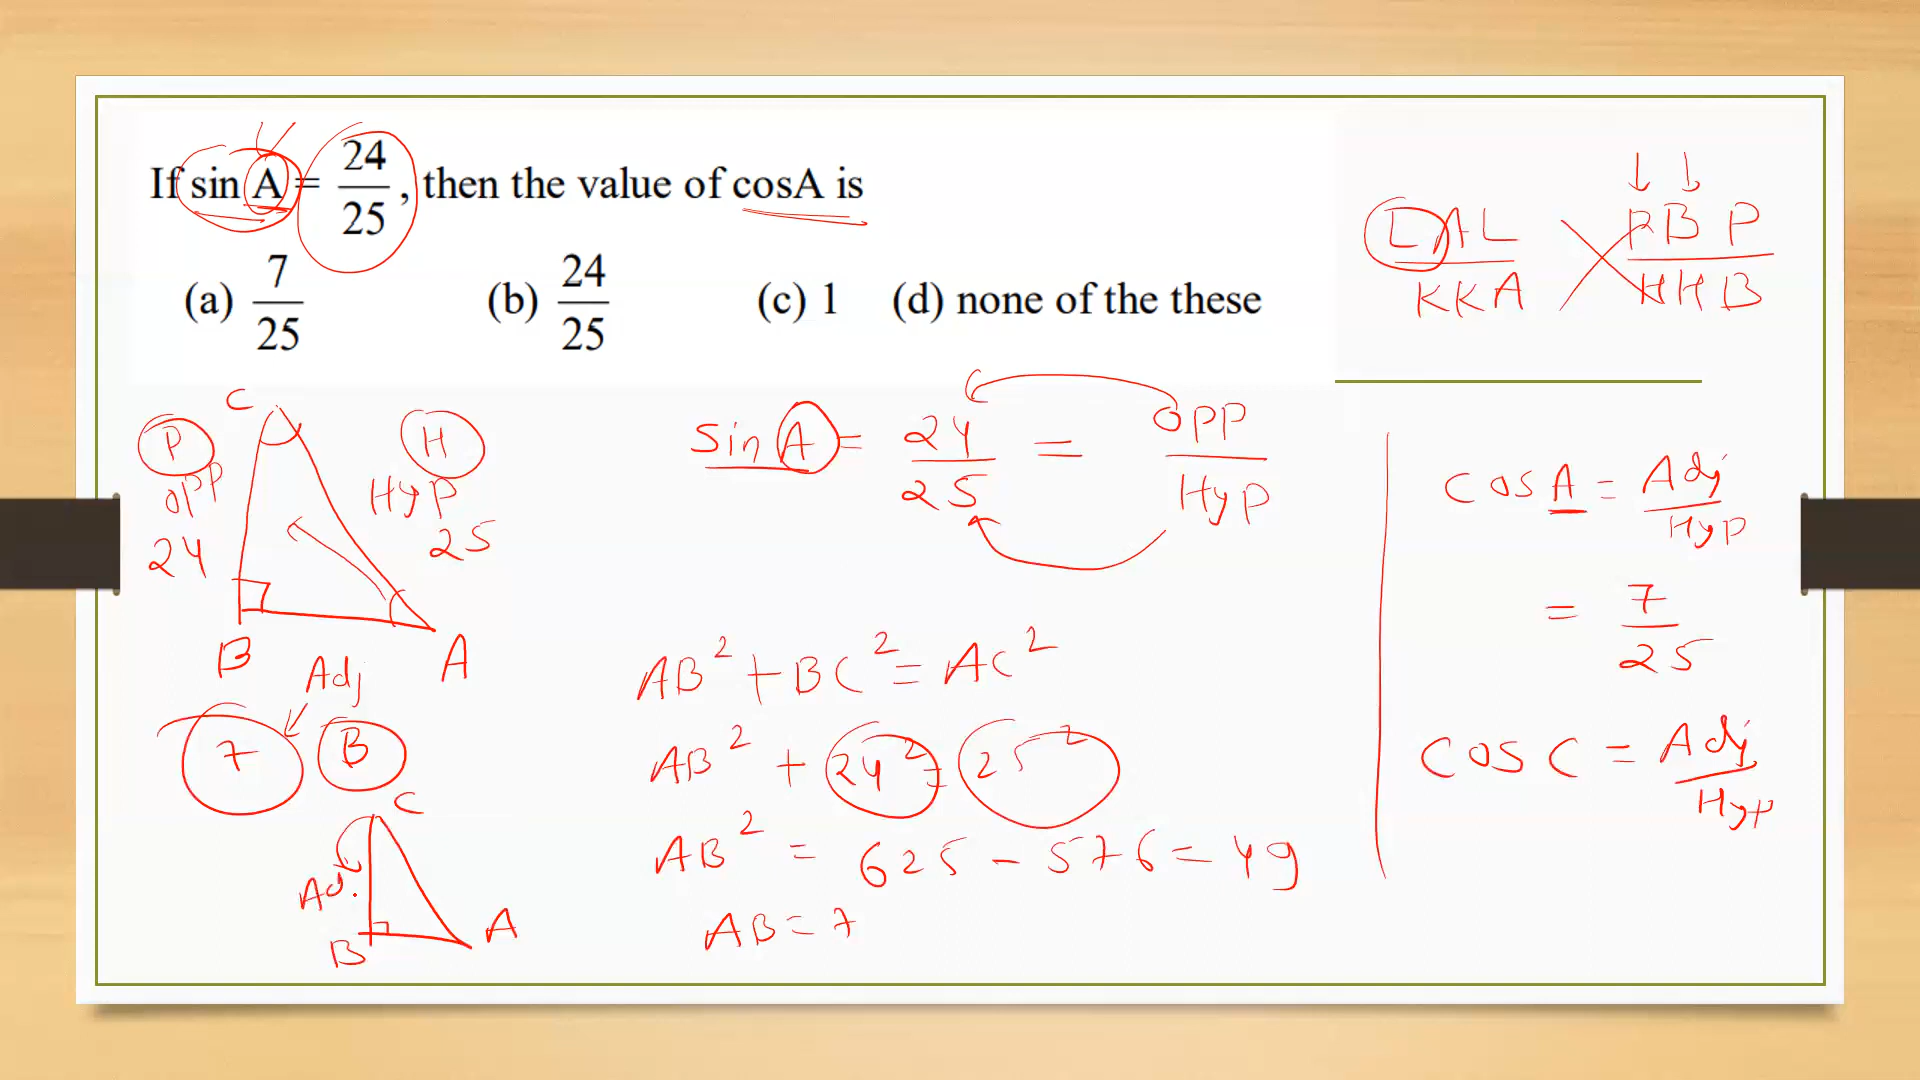 If sin A = 24/25, then the value of cosA is
(a) 7/25 (b) 24/25 (c) 1 (d) none of the these
LAL/KKA PBP/HHB
C
P
opp
24
H
Hyp
25
B
A
Adj
7
B
C
Adj.
B
A
sin A = 24/25 = opp/Hyp
AB² + BC² = AC²
AB² + 24² = 25²
AB² = 625 - 576 = 49
AB = 7
cos A = Adj/Hyp
= 7/25
cos C = Adj/Hyp